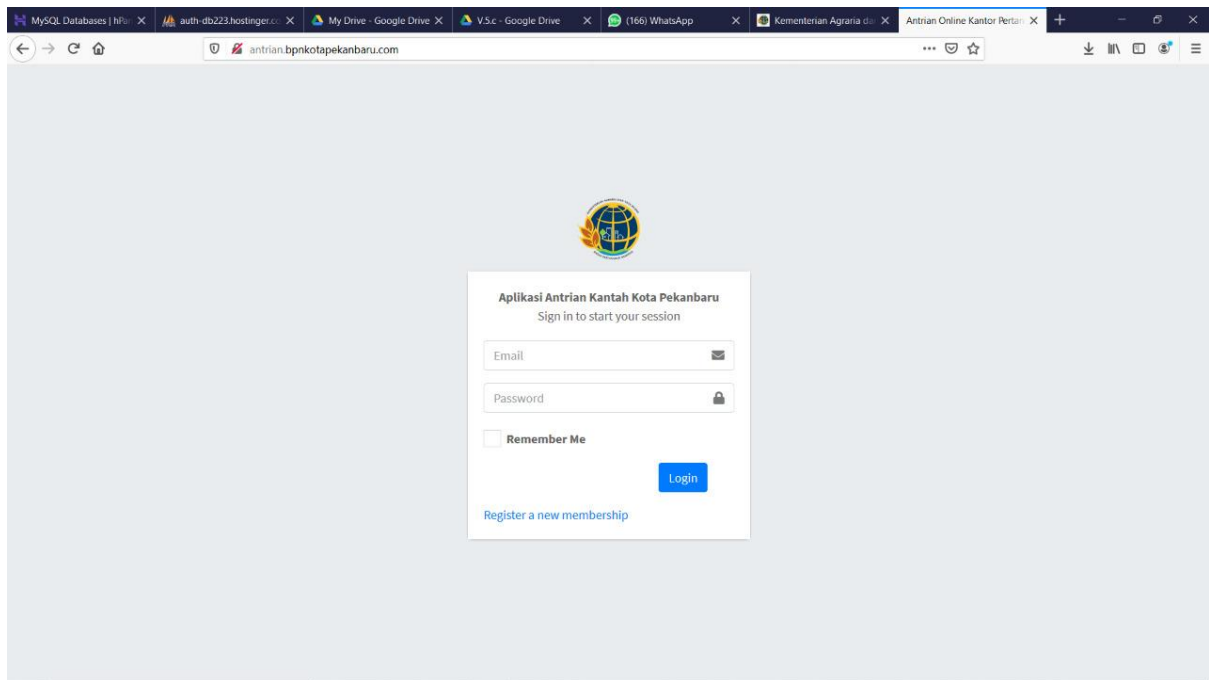 MySQL Databases | hPan
auth-db223.hostinger.co
My Drive - Google Drive
V.5.c - Google Drive
(166) WhatsApp
Kementerian Agraria dan
Antrian Online Kantor Pertan
antrian.bpnkotapekanbaru.com
Aplikasi Antrian Kantah Kota Pekanbaru
Sign in to start your session
Email
Password
Remember Me
Login
Register a new membership